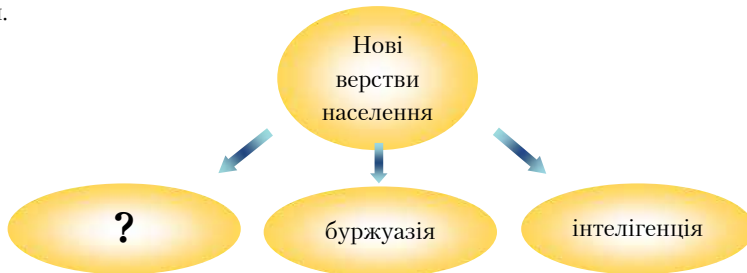 Нові
верстви
населення
?
буржуазія
інтелігенція